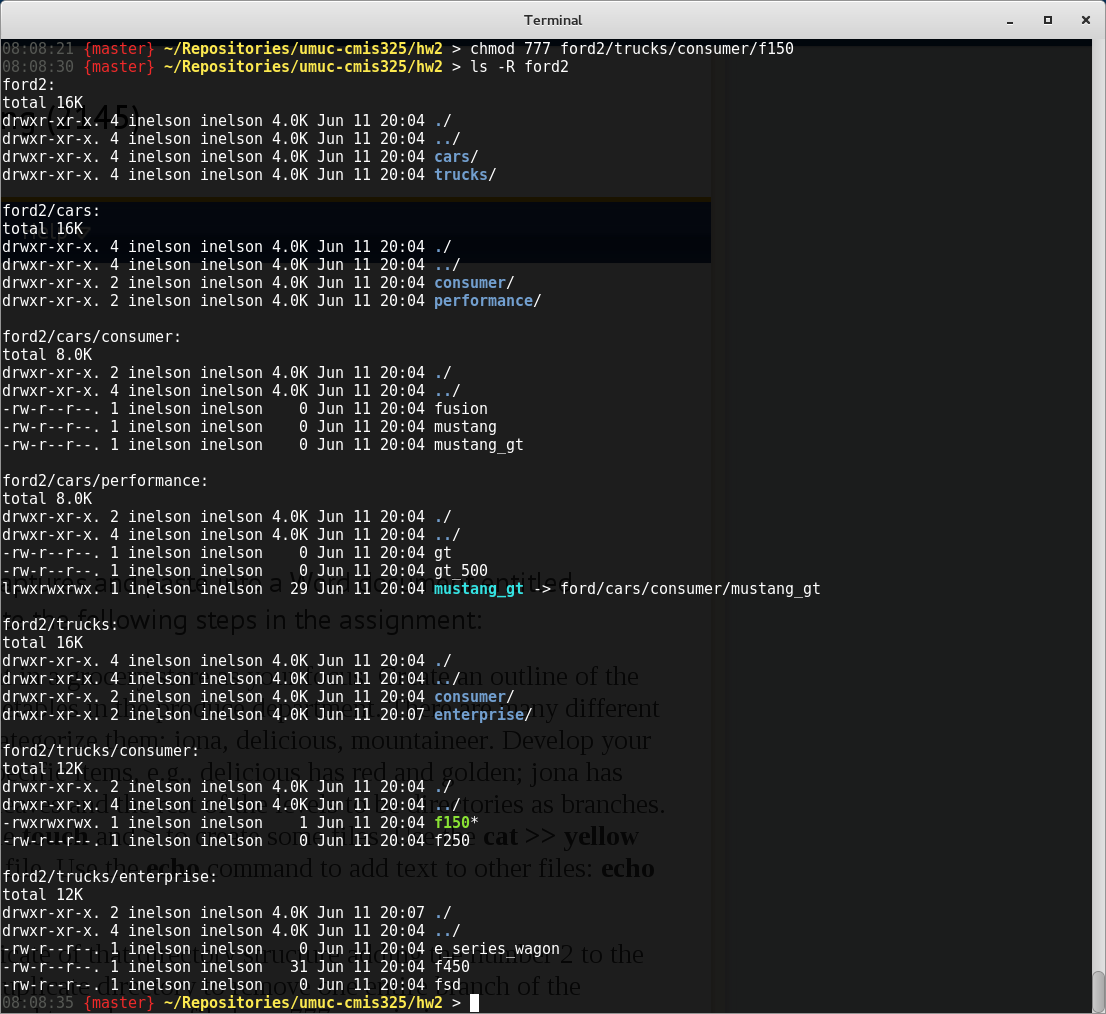 Terminal
08:08:21 {master} ~/Repositories/umuc-cmis325/hw2 > chmod 777 ford2/trucks/consumer/f150
08:08:30 {master} ~/Repositories/umuc-cmis325/hw2 > ls -R ford2
ford2:
total 16K
drwxr-xr-x. 4 inelson inelson 4.0K Jun 11 20:04 ./
drwxr-xr-x. 4 inelson inelson 4.0K Jun 11 20:04 ../
drwxr-xr-x. 4 inelson inelson 4.0K Jun 11 20:04 cars/
drwxr-xr-x. 4 inelson inelson 4.0K Jun 11 20:04 trucks/
ford2/cars:
total 16K
drwxr-xr-x. 4 inelson inelson 4.0K Jun 11 20:04 ./
drwxr-xr-x. 4 inelson inelson 4.0K Jun 11 20:04 ../
drwxr-xr-x. 2 inelson inelson 4.0K Jun 11 20:04 consumer/
drwxr-xr-x. 2 inelson inelson 4.0K Jun 11 20:04 performance/
ford2/cars/consumer:
total 8.0K
drwxr-xr-x. 2 inelson inelson 4.0K Jun 11 20:04 ./
drwxr-xr-x. 4 inelson inelson 4.0K Jun 11 20:04 ../
-rw-r--r--. 1 inelson inelson    0 Jun 11 20:04 fusion
-rw-r--r--. 1 inelson inelson    0 Jun 11 20:04 mustang
-rw-r--r--. 1 inelson inelson    0 Jun 11 20:04 mustang_gt
ford2/cars/performance:
total 8.0K
drwxr-xr-x. 2 inelson inelson 4.0K Jun 11 20:04 ./
drwxr-xr-x. 4 inelson inelson 4.0K Jun 11 20:04 ../
-rw-r--r--. 1 inelson inelson    0 Jun 11 20:04 gt
-rw-r--r--. 1 inelson inelson    0 Jun 11 20:04 gt_500
lrwxrwxrwx. 1 inelson inelson   29 Jun 11 20:04 mustang_gt -> ford/cars/consumer/mustang_gt
ford2/trucks:
total 16K
drwxr-xr-x. 4 inelson inelson 4.0K Jun 11 20:04 ./
drwxr-xr-x. 4 inelson inelson 4.0K Jun 11 20:04 ../
drwxr-xr-x. 2 inelson inelson 4.0K Jun 11 20:04 consumer/
drwxr-xr-x. 2 inelson inelson 4.0K Jun 11 20:07 enterprise/
ford2/trucks/consumer:
total 12K
drwxr-xr-x. 2 inelson inelson 4.0K Jun 11 20:04 ./
drwxr-xr-x. 4 inelson inelson 4.0K Jun 11 20:04 ../
-rwxrwxrwx. 1 inelson inelson    1 Jun 11 20:04 f150*
-rw-r--r--. 1 inelson inelson    0 Jun 11 20:04 f250
ford2/trucks/enterprise:
total 12K
drwxr-xr-x. 2 inelson inelson 4.0K Jun 11 20:07 ./
drwxr-xr-x. 4 inelson inelson 4.0K Jun 11 20:04 ../
-rw-r--r--. 1 inelson inelson    0 Jun 11 20:04 e_series_wagon
-rw-r--r--. 1 inelson inelson   31 Jun 11 20:04 f450
-rw-r--r--. 1 inelson inelson    0 Jun 11 20:04 fsd
08:08:35 {master} ~/Repositories/umuc-cmis325/hw2 >